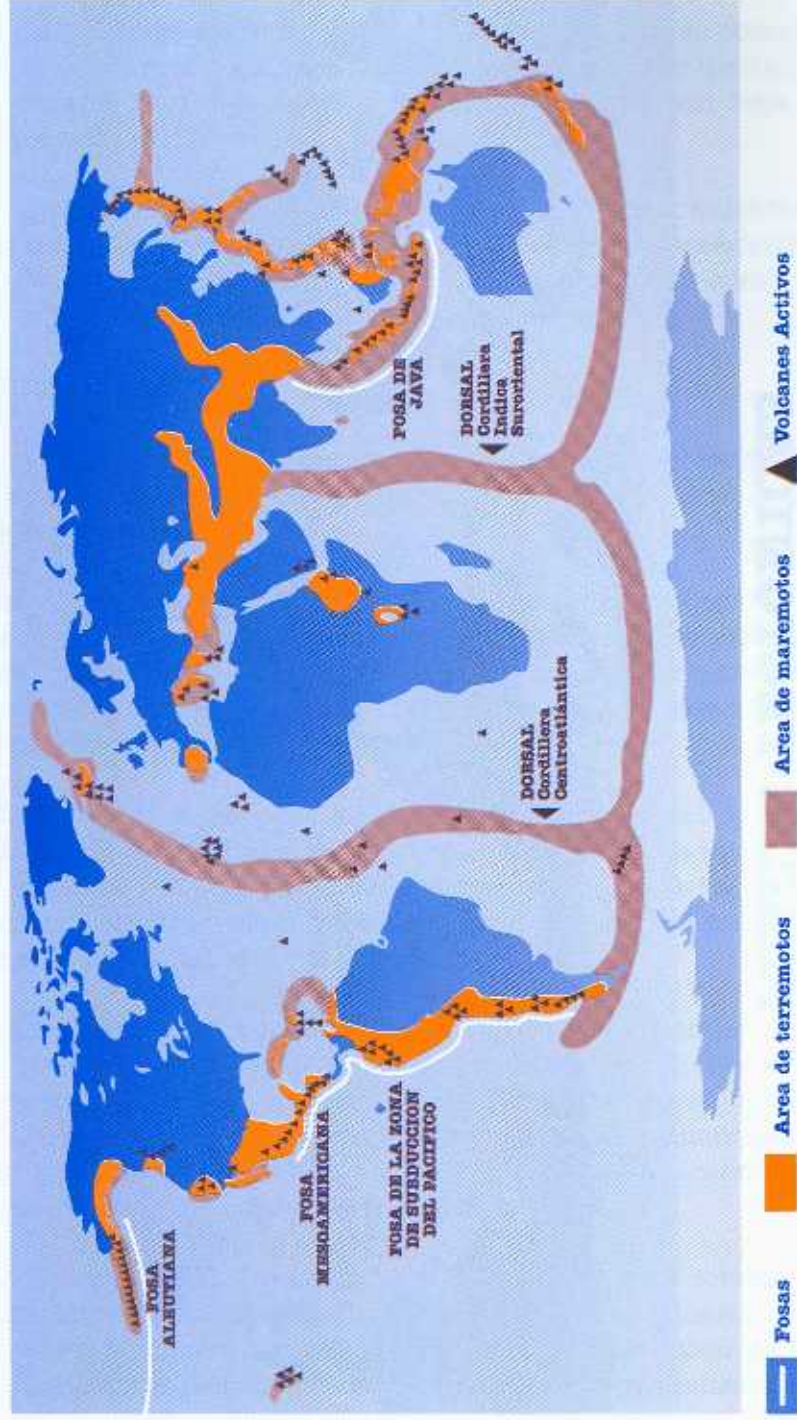 FOSA
ALEUTIANA
FOSA
MESOAMERICANA
FOSA DE LA ZONA
DE SUBDUCCION
DEL PACIFICO
DORSAL
Cordillera
Centroatlántica
FOSA DE
JAVA
DORSAL
Cordillera
Indica
Suroriental
Fosas
Area de terremotos
Area de maremotos
Volcanes Activos